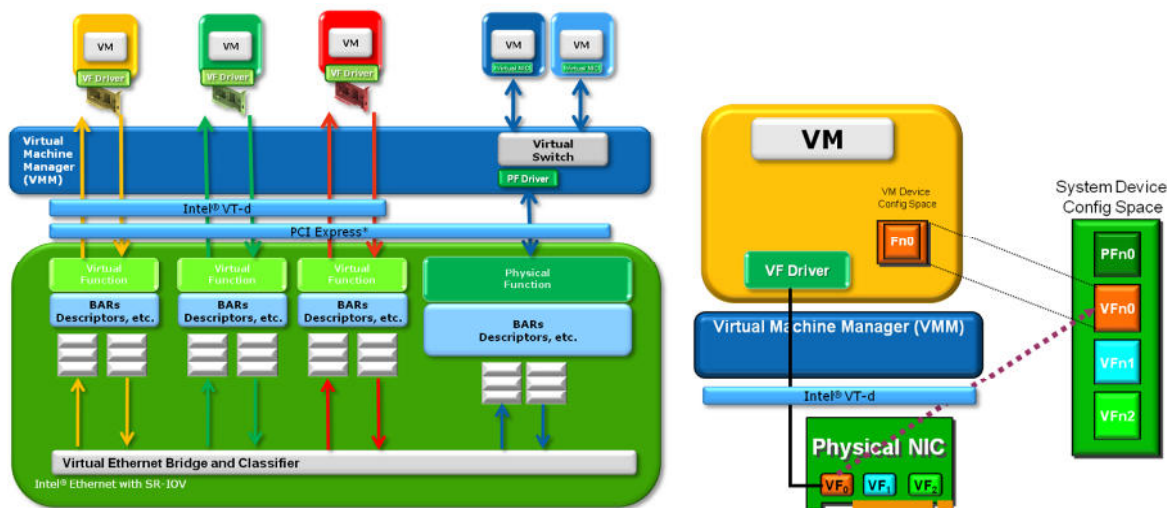 VM
VM
VM
VM
VM
VF Driver
VF Driver
VF Driver
Virtual NIC
Virtual NIC
Virtual
Machine
Manager
(VMM)
Virtual
Switch
PF Driver
Intel® VT-d
PCI Express*
Virtual
Function
Virtual
Function
Virtual
Function
Physical
Function
BARs
Descriptors, etc.
BARs
Descriptors, etc.
BARs
Descriptors, etc.
BARs
Descriptors, etc.
Virtual Ethernet Bridge and Classifier
Intel® Ethernet with SR-IOV
VM
VM Device
Config Space
Fn0
VF Driver
Virtual Machine Manager (VMM)
Intel® VT-d
Physical NIC
VF0
VF1
VF2
System Device
Config Space
PFn0
VFn0
VFn1
VFn2